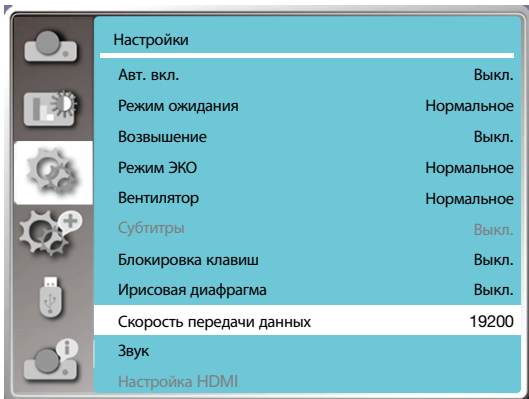 Настройки
Авт. вкл. Выкл.
Режим ожидания Нормальное
Возвышение Выкл.
Режим ЭКО Нормальное
Вентилятор Нормальное
Субтитры Выкл.
Блокировка клавиш Выкл.
Ирисовая диафрагма Выкл.
Скорость передачи данных 19200
Звук
Настройка HDMI